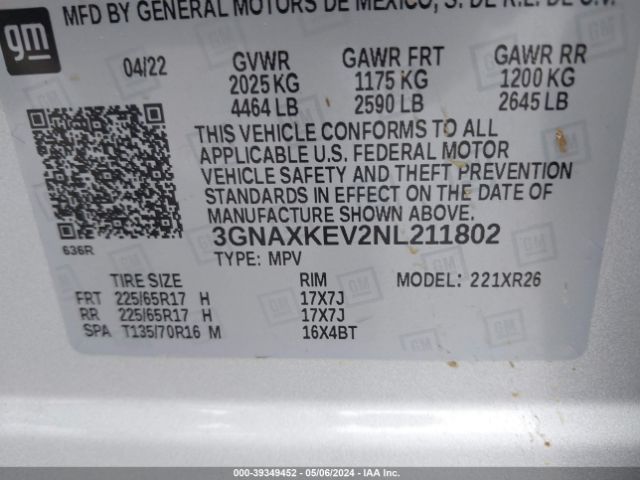 MFD BY GENERAL MOTORS DE MEXICO, S. DE R.L. DE C.V.
gm
04/22 GVWR GAWR FRT GAWR RR
2025 KG 1175 KG 1200 KG
4464 LB 2590 LB 2645 LB
THIS VEHICLE CONFORMS TO ALL
APPLICABLE U.S. FEDERAL MOTOR
VEHICLE SAFETY AND THEFT PREVENTION
STANDARDS IN EFFECT ON THE DATE OF
MANUFACTURE SHOWN ABOVE.
636R
3GNAXKEV2NL211802
TYPE: MPV
TIRE SIZE RIM MODEL: 221XR26
FRT 225/65R17 H 17X7J
RR 225/65R17 H 17X7J
SPA T135/70R16 M 16X4BT
000-39349452 - 05/06/2024 - IAA Inc.